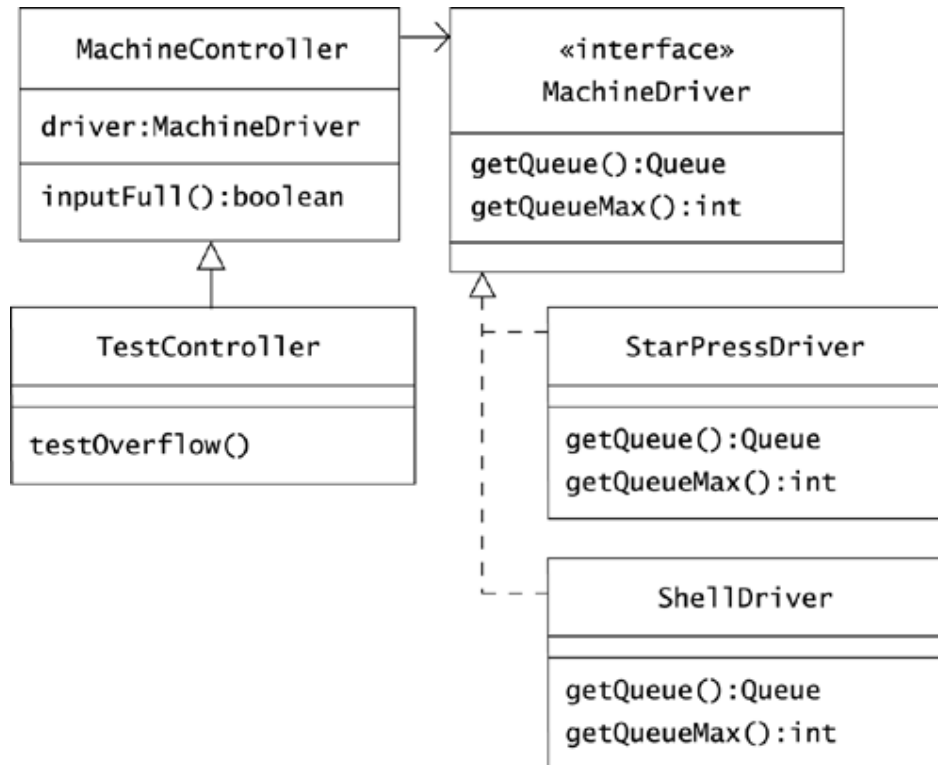 MachineController
driver:MachineDriver
inputFull():boolean
«interface»
MachineDriver
getQueue():Queue
getQueueMax():int
TestController
testOverflow()
StarPressDriver
getQueue():Queue
getQueueMax():int
ShellDriver
getQueue():Queue
getQueueMax():int